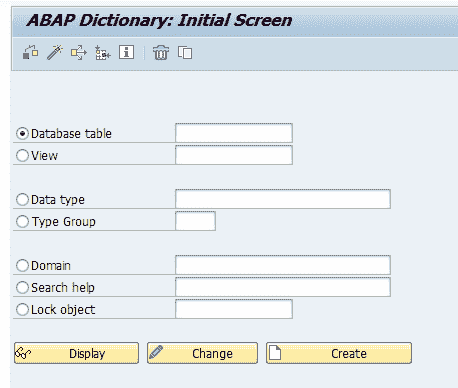 ABAP Dictionary: Initial Screen
Database table
View
Data type
Type Group
Domain
Search help
Lock object
Display Change Create